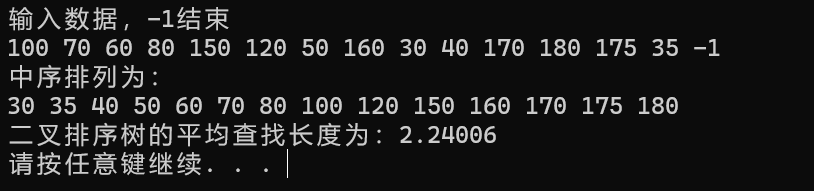 输入数据，-1结束
100 70 60 80 150 120 50 160 30 40 170 180 175 35 -1
中序排列为：
30 35 40 50 60 70 80 100 120 150 160 170 175 180
二叉排序树的平均查找长度为：2.24006
请按任意键继续. . .